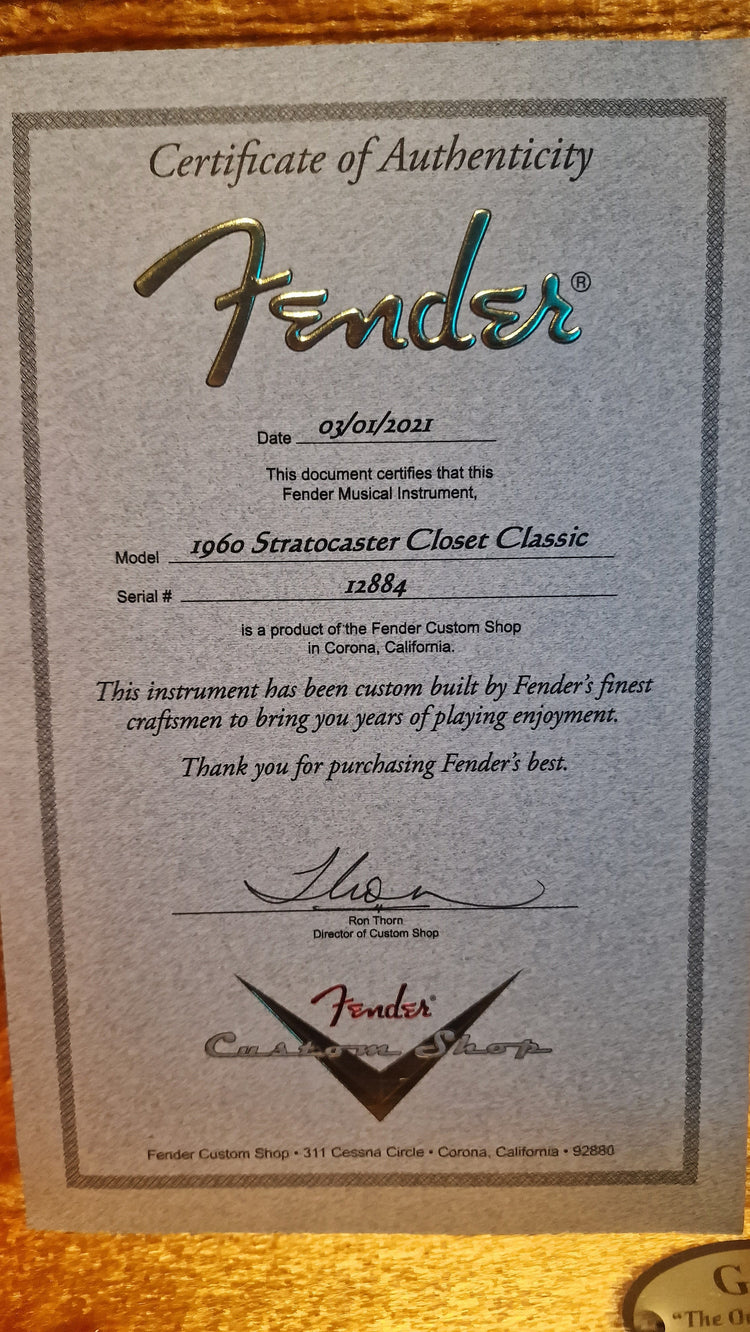 Certificate of Authenticity
Fender®
Date 03/01/2021
This document certifies that this
Fender Musical Instrument,
Model 1960 Stratocaster Closet Classic
Serial # 12884
is a product of the Fender Custom Shop
in Corona, California.
This instrument has been custom built by Fender's finest
craftsmen to bring you years of playing enjoyment.
Thank you for purchasing Fender's best.
Thorn
Ron Thorn
Director of Custom Shop
Fender®
Custom Shop
Fender Custom Shop • 311 Cessna Circle • Corona, California • 92880
G
"The